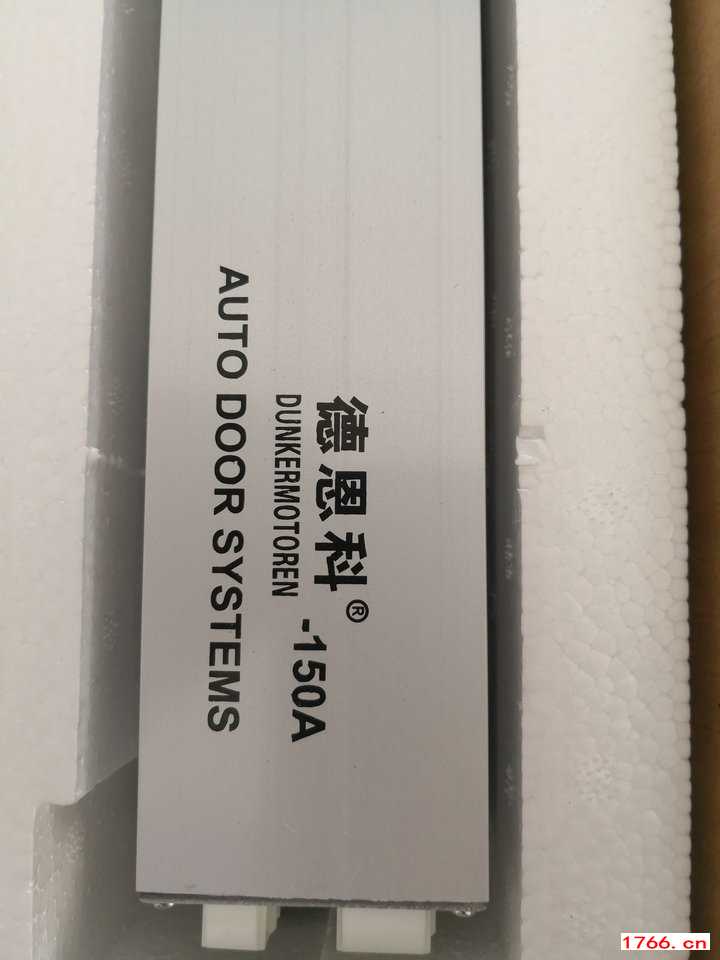 德恩科® -150A
DUNKERMOTOREN
AUTO DOOR SYSTEMS
1766.cn